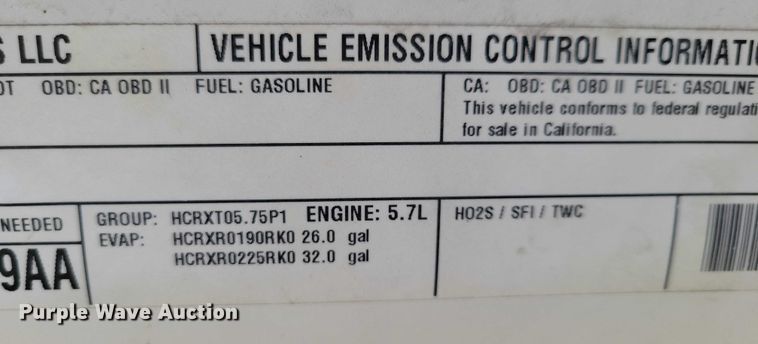 S LLC
VEHICLE EMISSION CONTROL INFORMATI
OT OBD: CA OBD II FUEL: GASOLINE
CA: OBD: CA OBD II FUEL: GASOLINE
This vehicle conforms to federal regulati
for sale in California.
NEEDED
9AA
GROUP: HCRXT05.75P1 ENGINE: 5.7L
EVAP: HCRXR0190RK0 26.0 gal
HCRXR0225RK0 32.0 gal
HO2S / SFI / TWC
Purple Wave Auction